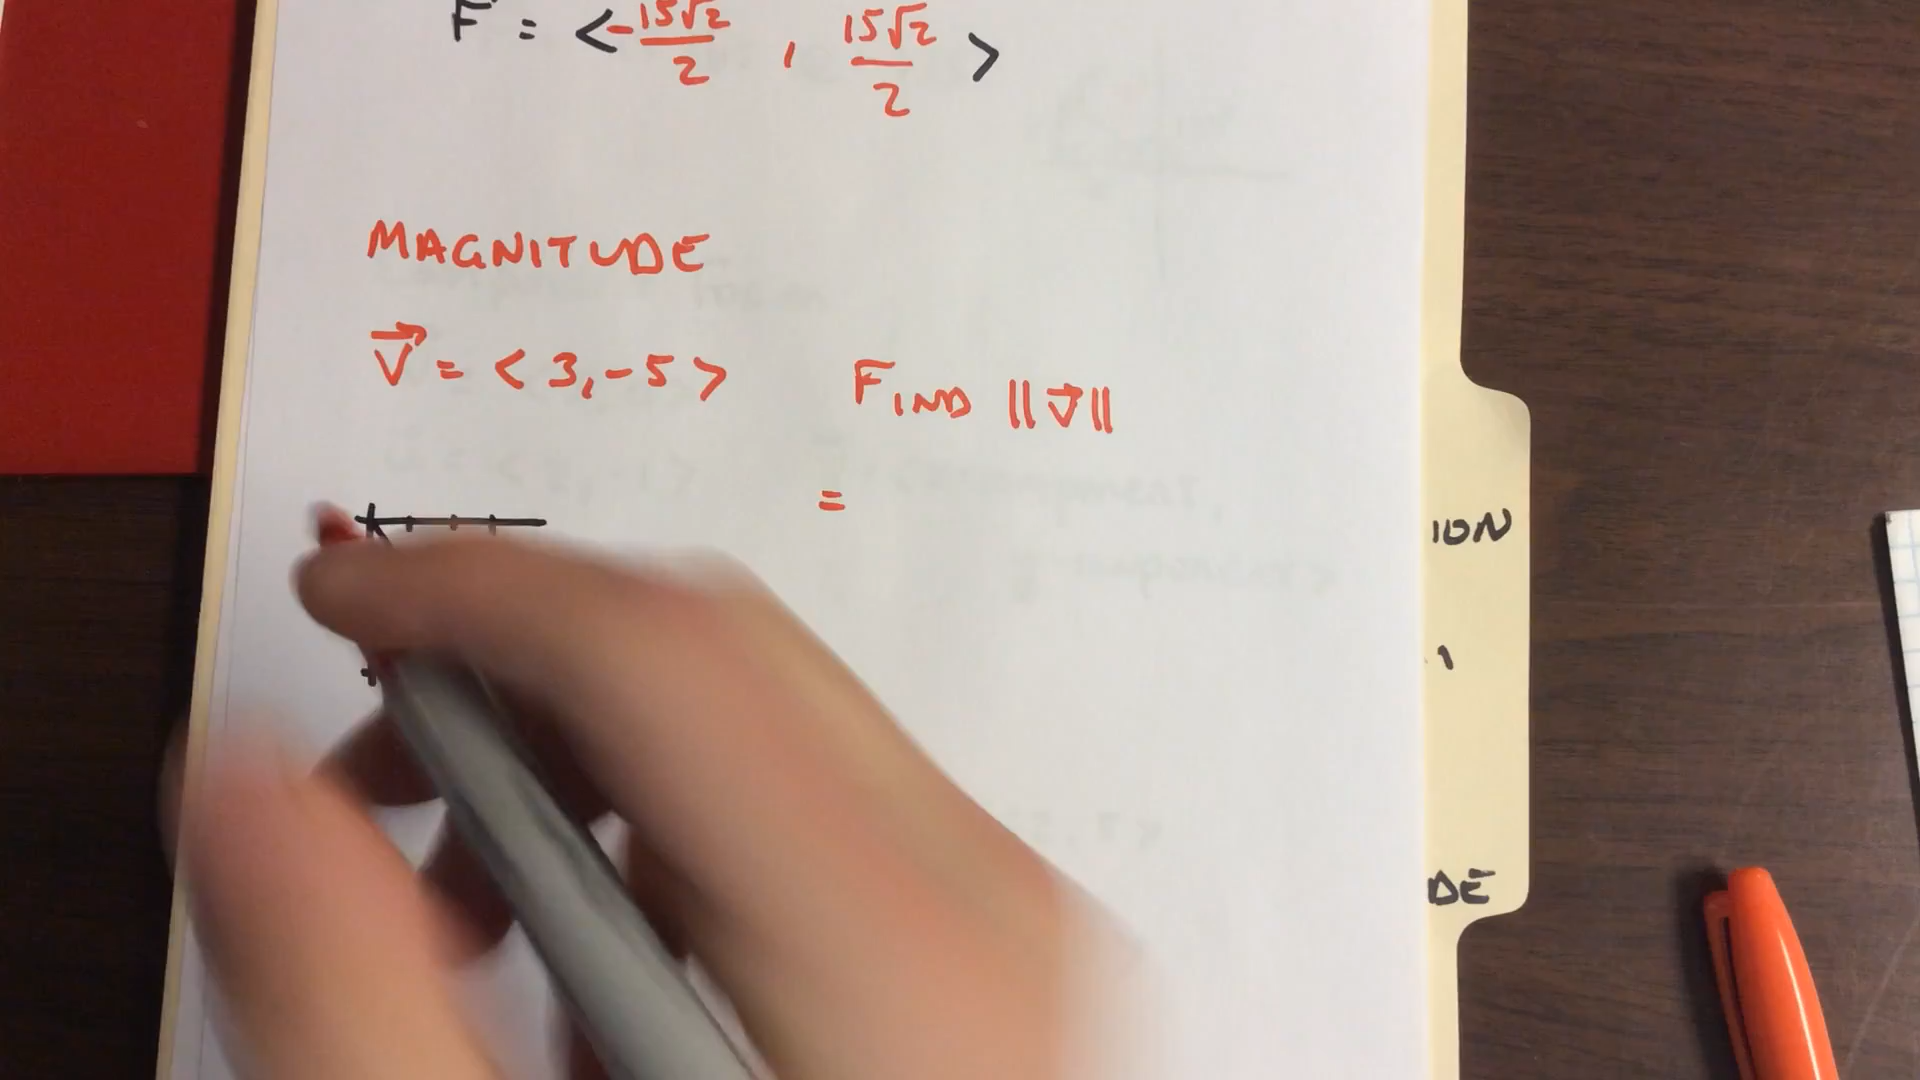 F = < -15√2/2 , 15√2/2 >
MAGNITUDE
V⃗ = < 3, -5 > FIND ||V⃗||
=
ION
DE